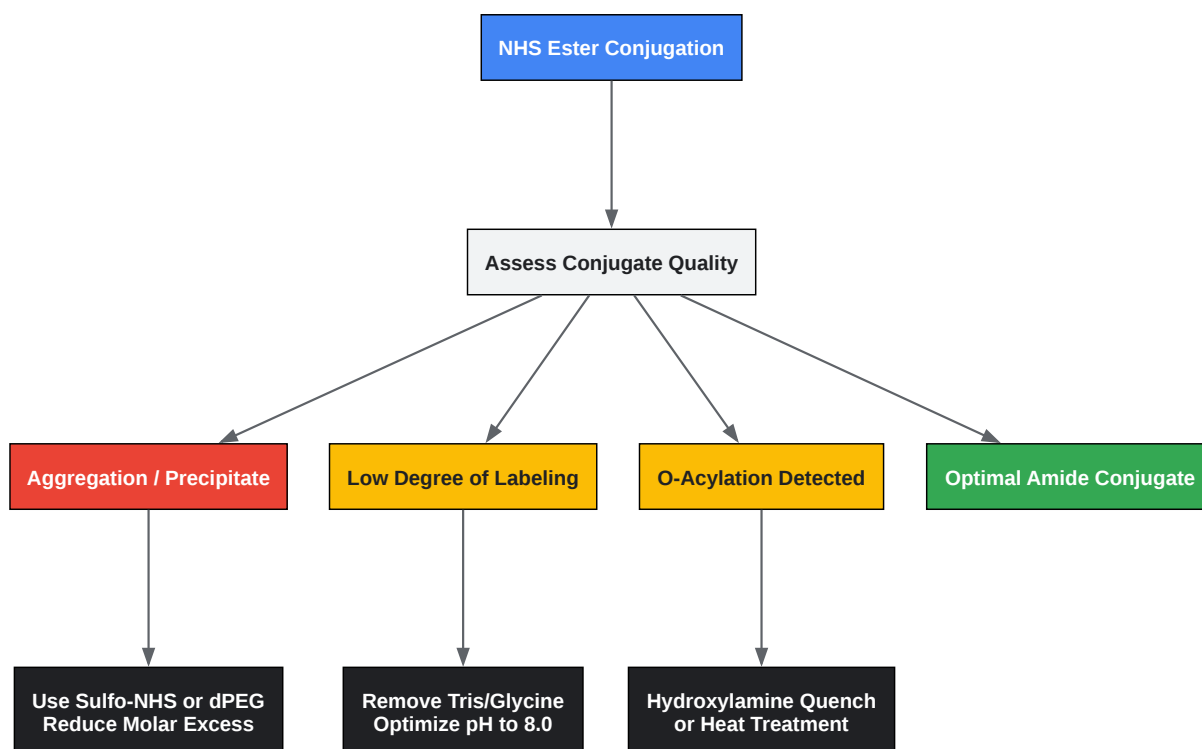 NHS Ester Conjugation
Assess Conjugate Quality
Aggregation / Precipitate
Low Degree of Labeling
O-Acylation Detected
Optimal Amide Conjugate
Use Sulfo-NHS or dPEG
Reduce Molar Excess
Remove Tris/Glycine
Optimize pH to 8.0
Hydroxylamine Quench
or Heat Treatment